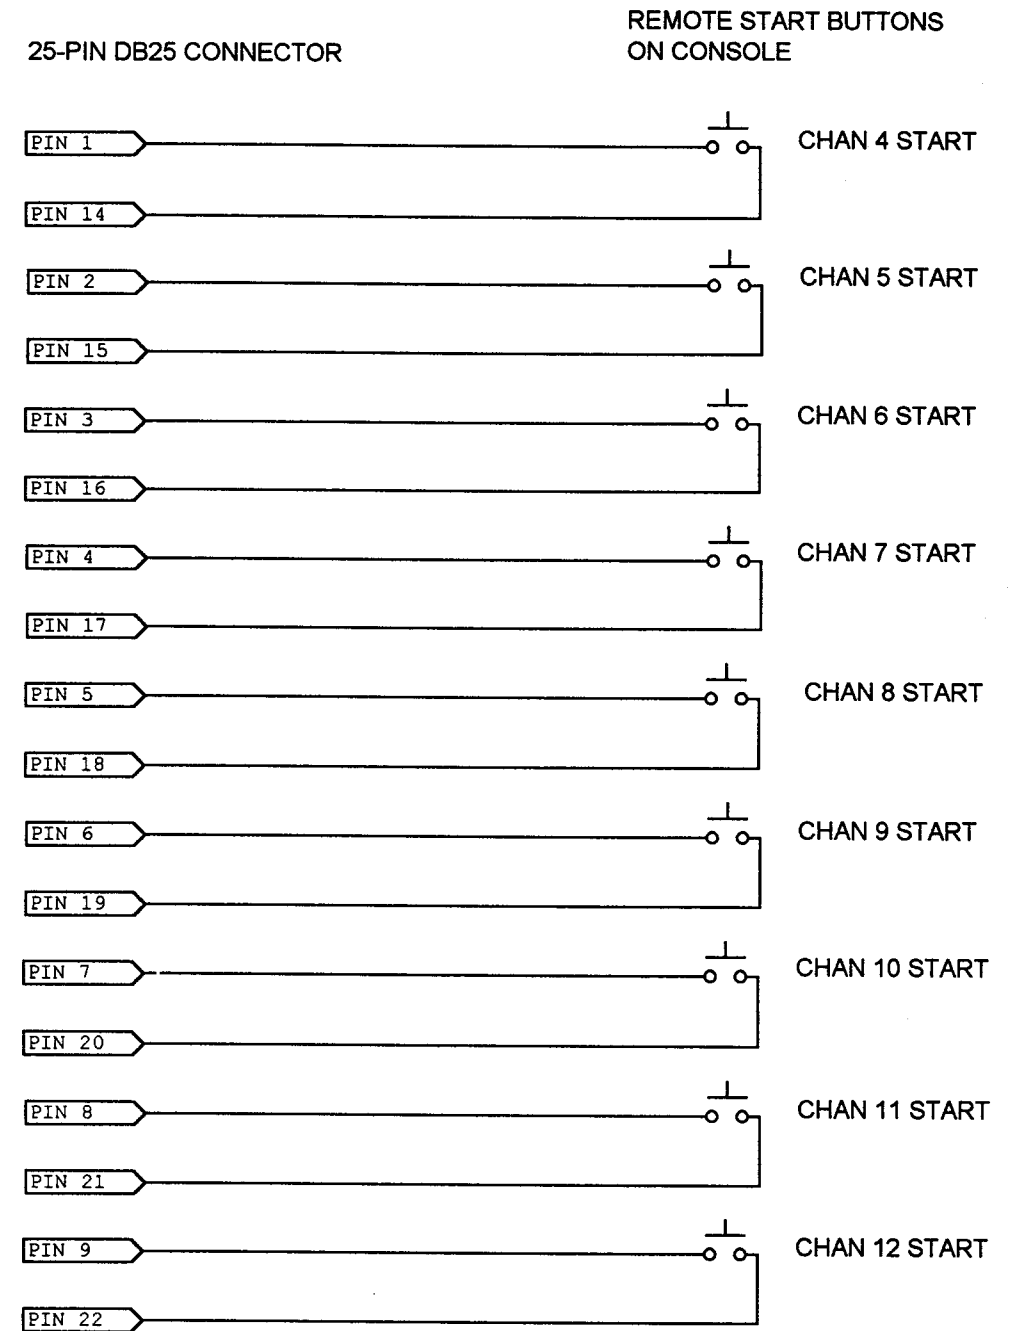 REMOTE START BUTTONS
25-PIN DB25 CONNECTOR
ON CONSOLE
PIN 1
CHAN 4 START
PIN 14
PIN 2
CHAN 5 START
PIN 15
PIN 3
CHAN 6 START
PIN 16
PIN 4
CHAN 7 START
PIN 17
PIN 5
CHAN 8 START
PIN 18
PIN 6
CHAN 9 START
PIN 19
PIN 7
CHAN 10 START
PIN 20
PIN 8
CHAN 11 START
PIN 21
PIN 9
CHAN 12 START
PIN 22